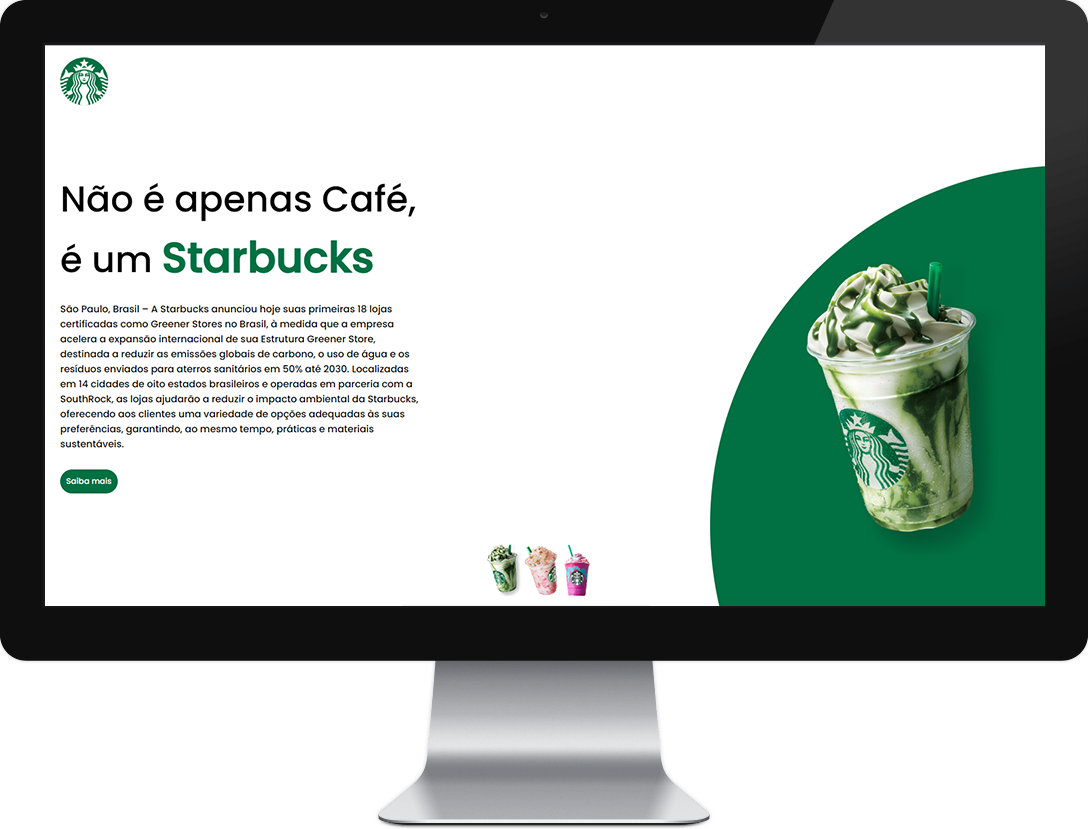 Não é apenas Café,
é um Starbucks
São Paulo, Brasil – A Starbucks anunciou hoje suas primeiras 18 lojas
certificadas como Greener Stores no Brasil, à medida que a empresa
acelera a expansão internacional de sua Estrutura Greener Store,
destinada a reduzir as emissões globais de carbono, o uso de água e os
resíduos enviados para aterros sanitários em 50% até 2030. Localizadas
em 14 cidades de oito estados brasileiros e operadas em parceria com a
SouthRock, as lojas ajudarão a reduzir o impacto ambiental da Starbucks,
oferecendo aos clientes uma variedade de opções adequadas às suas
preferências, garantindo, ao mesmo tempo, práticas e materiais
sustentáveis.
Saiba mais